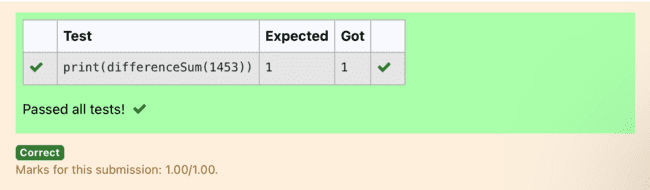 Test Expected Got
print(differenceSum(1453)) 1 1
Passed all tests!
Correct
Marks for this submission: 1.00/1.00.